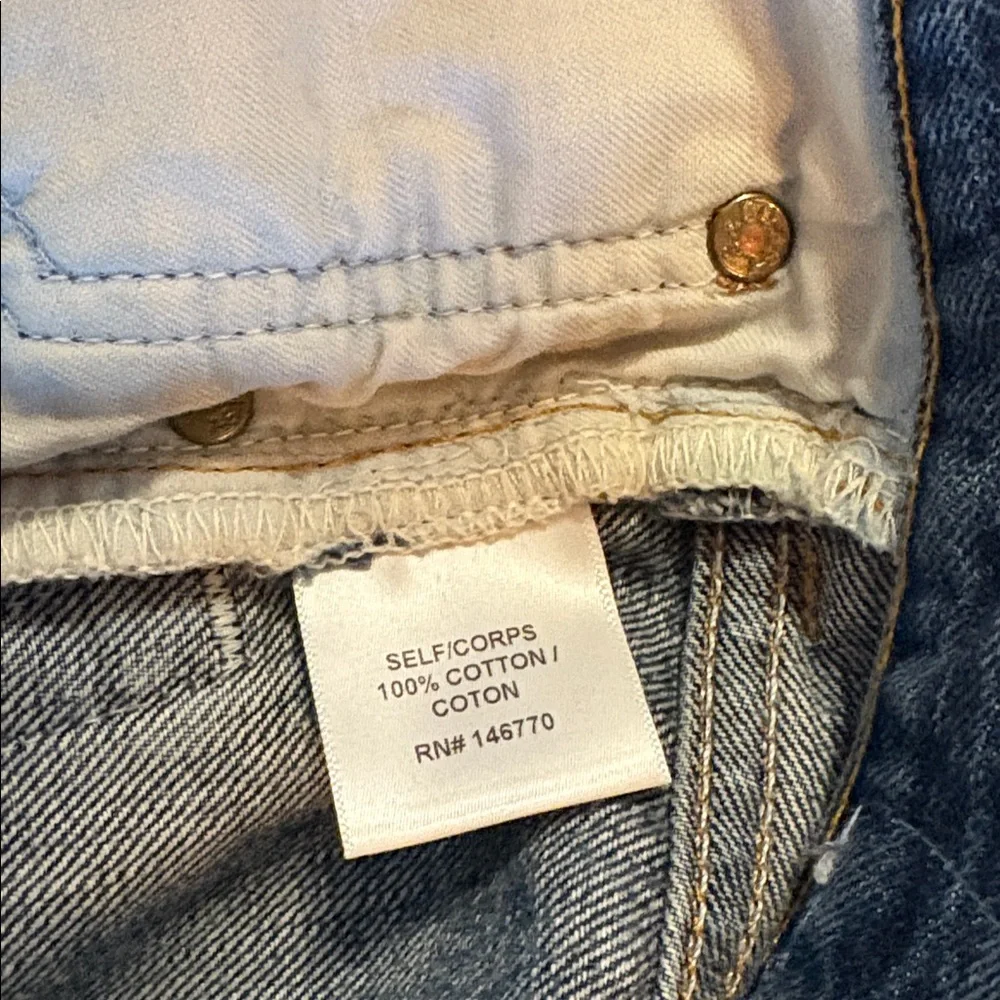 SELF/CORPS
100% COTTON /
COTON
RN# 146770